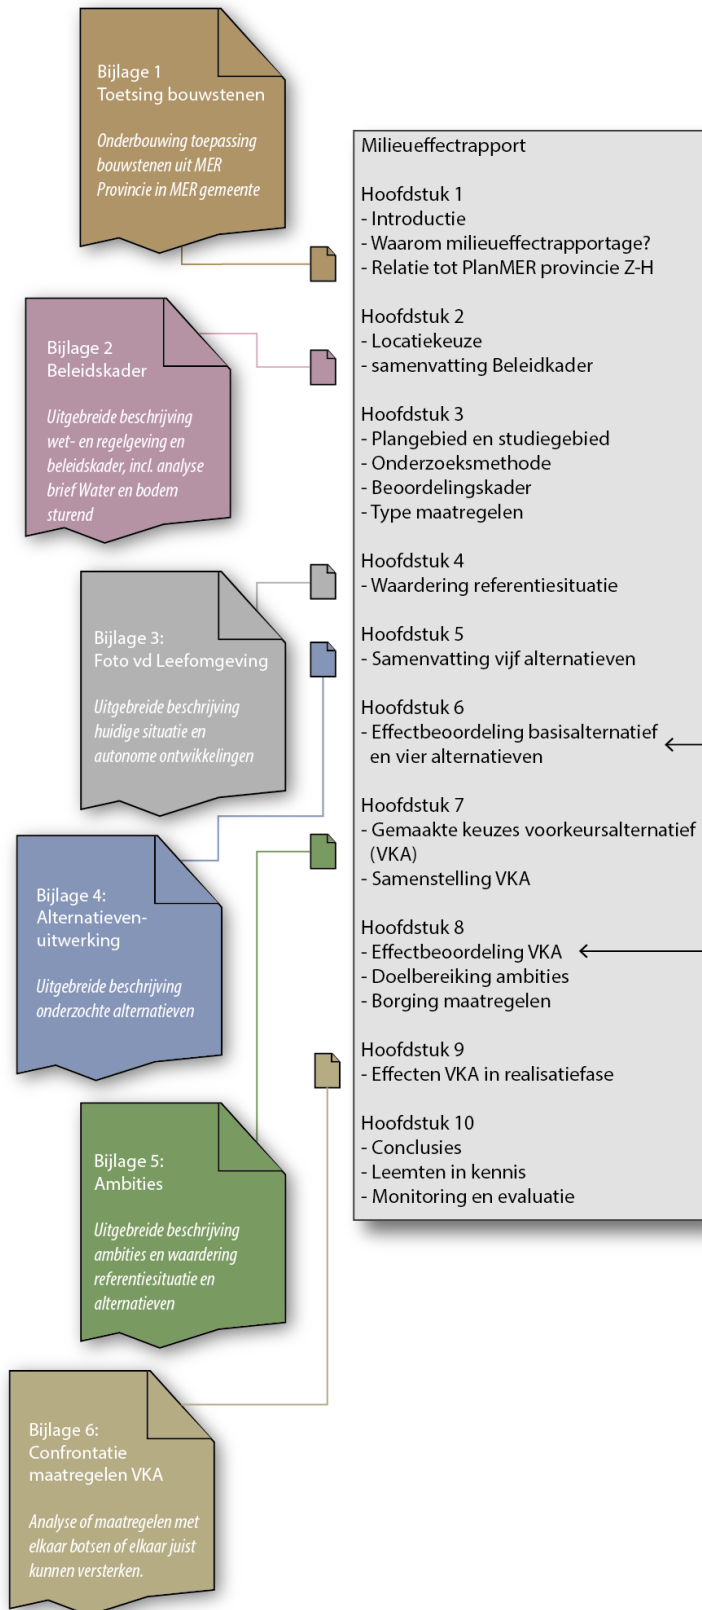 Bijlage 1
Toetsing bouwstenen
Onderbouwing toepassing
bouwstenen uit MER
Provincie in MER gemeente
Bijlage 2
Beleidskader
Uitgebreide beschrijving
wet- en regelgeving en
beleidskader, incl. analyse
brief Water en bodem
sturend
Bijlage 3:
Foto vd Leefomgeving
Uitgebreide beschrijving
huidige situatie en
autonome ontwikkelingen
Bijlage 4:
Alternatieven-
uitwerking
Uitgebreide beschrijving
onderzochte alternatieven
Bijlage 5:
Ambities
Uitgebreide beschrijving
ambities en waardering
referentiesituatie en
alternatieven
Bijlage 6:
Confrontatie
maatregelen VKA
Analyse of maatregelen met
elkaar botsen of elkaar juist
kunnen versterken.
Milieueffectrapport
Hoofdstuk 1
- Introductie
- Waarom milieueffectrapportage?
- Relatie tot PlanMER provincie Z-H
Hoofdstuk 2
- Locatiekeuze
- samenvatting Beleidkader
Hoofdstuk 3
- Plangebied en studiegebied
- Onderzoeksmethode
- Beoordelingskader
- Type maatregelen
Hoofdstuk 4
- Waardering referentiesituatie
Hoofdstuk 5
- Samenvatting vijf alternatieven
Hoofdstuk 6
- Effectbeoordeling basisalternatief
en vier alternatieven
Hoofdstuk 7
- Gemaakte keuzes voorkeursalternatief
(VKA)
- Samenstelling VKA
Hoofdstuk 8
- Effectbeoordeling VKA
- Doelbereiking ambities
- Borging maatregelen
Hoofdstuk 9
- Effecten VKA in realisatiefase
Hoofdstuk 10
- Conclusies
- Leemten in kennis
- Monitoring en evaluatie